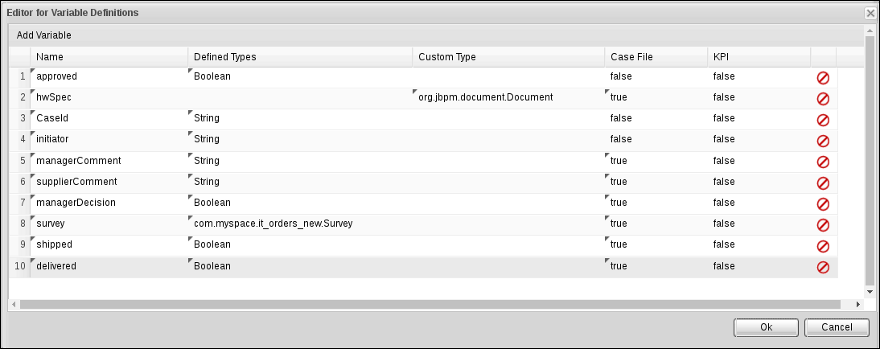 Editor for Variable Definitions
Add Variable
Name Defined Types Custom Type Case File KPI
1 approved Boolean false false
2 hwSpec org.jbpm.document.Document true false
3 CaseId String false false
4 initiator String false false
5 managerComment String true false
6 supplierComment String true false
7 managerDecision Boolean true false
8 survey com.myspace.it_orders_new.Survey true false
9 shipped Boolean true false
10 delivered Boolean true false
Ok Cancel